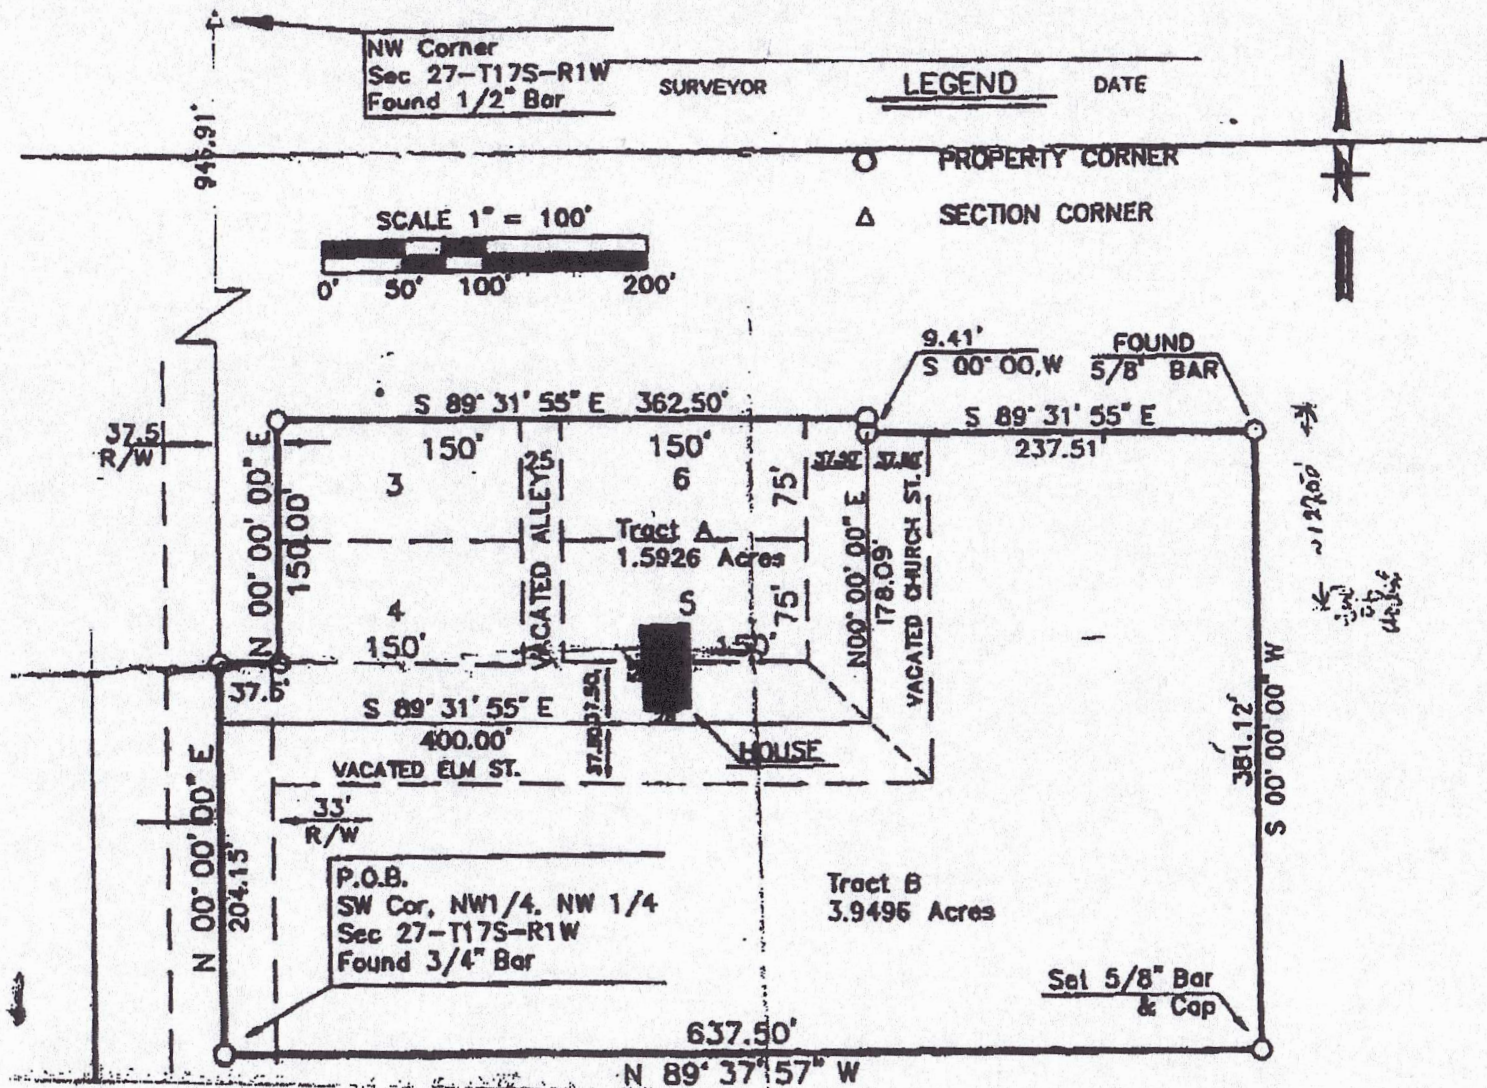 NW Corner
Sec 27-T17S-R1W
Found 1/2" Bar
SURVEYOR
LEGEND
DATE
PROPERTY CORNER
SECTION CORNER
SCALE 1" = 100'
0' 50' 100' 200'
9.41'
S 00° 00, W
FOUND
5/8" BAR
S 89° 31' 55" E 362.50'
S 89° 31' 55" E
237.51'
37.5
R/W
N 00° 00' 00" E
150.00'
150'
3
25
VACATED ALLEY
150'
6
75'
Tract A
1.5926 Acres
4
150'
5
75'
N00° 00' 00" E
178.09'
VACATED CHURCH ST.
37.5'
S 89° 31' 55" E
400.00'
VACATED ELM ST.
37.50
37.50
HOUSE
33'
R/W
N 00° 00' 00" E
204.15'
P.O.B.
SW Cor, NW1/4, NW 1/4
Sec 27-T17S-R1W
Found 3/4" Bar
Tract B
3.9496 Acres
381.12'
S 00° 00' 00" W
Set 5/8" Bar
& Cap
637.50'
N 89° 37' 57" W